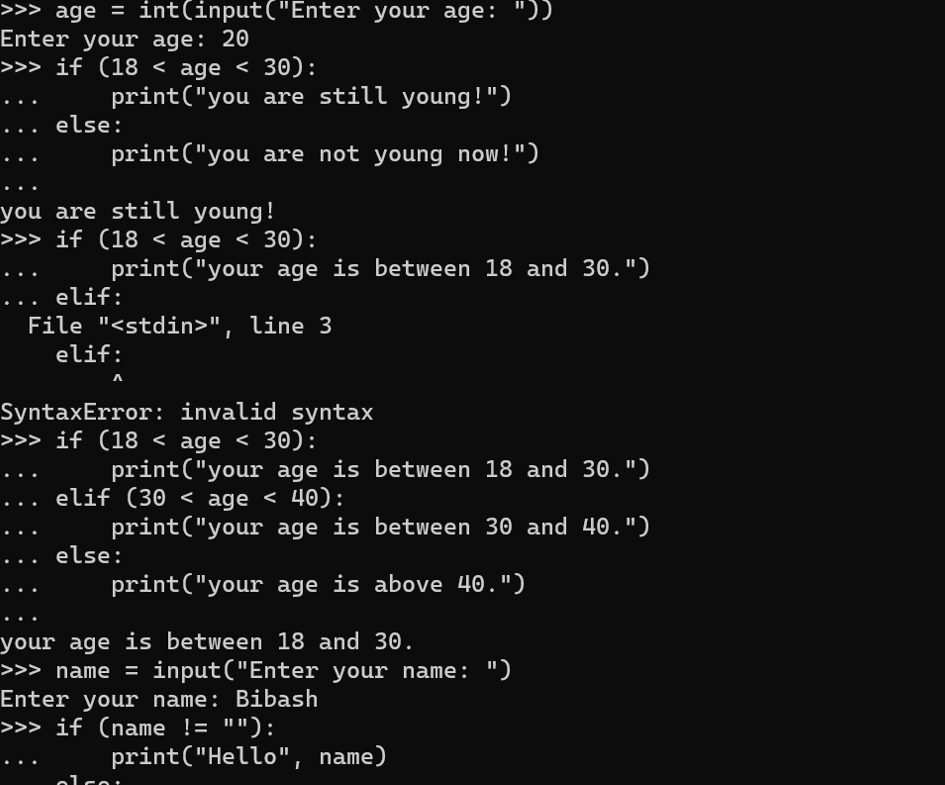 >>> age = int(input("Enter your age: "))
Enter your age: 20
>>> if (18 < age < 30):
...     print("you are still young!")
... else:
...     print("you are not young now!")
...
you are still young!
>>> if (18 < age < 30):
...     print("your age is between 18 and 30.")
... elif:
  File "<stdin>", line 3
    elif:
        ^
SyntaxError: invalid syntax
>>> if (18 < age < 30):
...     print("your age is between 18 and 30.")
... elif (30 < age < 40):
...     print("your age is between 30 and 40.")
... else:
...     print("your age is above 40.")
...
your age is between 18 and 30.
>>> name = input("Enter your name: ")
Enter your name: Bibash
>>> if (name != ""):
...     print("Hello", name)
    else: